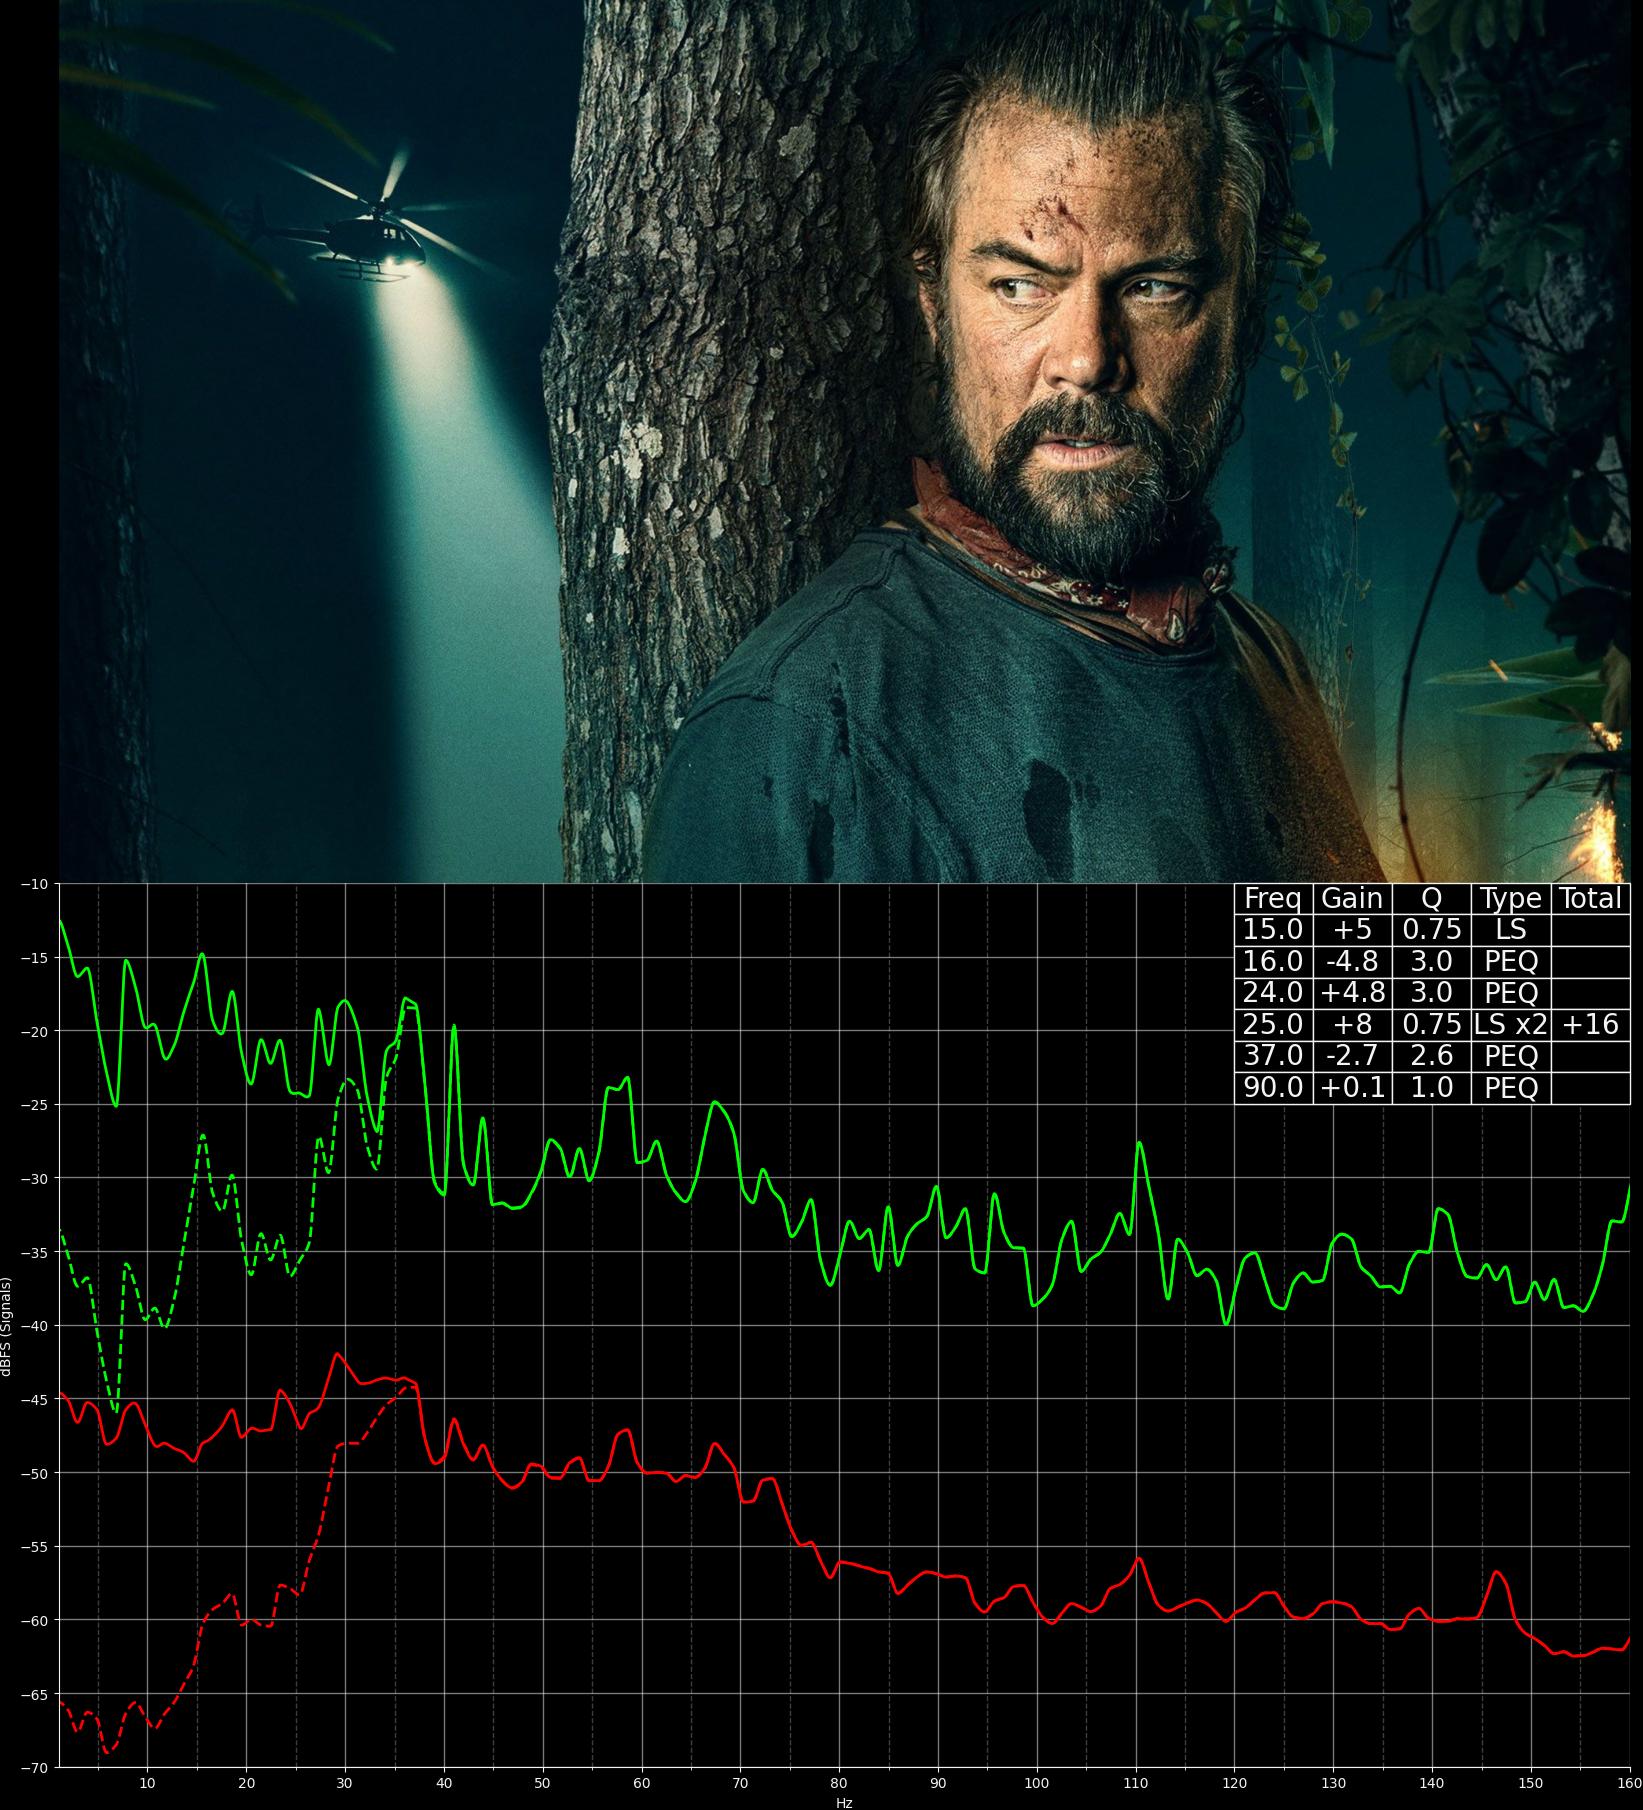 −10
−15
−20
−25
−30
−35
−40
−45
−50
−55
−60
−65
−70
dBFS (Signals)
Freq Gain Q Type Total
15.0 +5 0.75 LS
16.0 -4.8 3.0 PEQ
24.0 +4.8 3.0 PEQ
25.0 +8 0.75 LS x2 +16
37.0 -2.7 2.6 PEQ
90.0 +0.1 1.0 PEQ
10 20 30 40 50 60 70 80 90 100 110 120 130 140 150 160
Hz